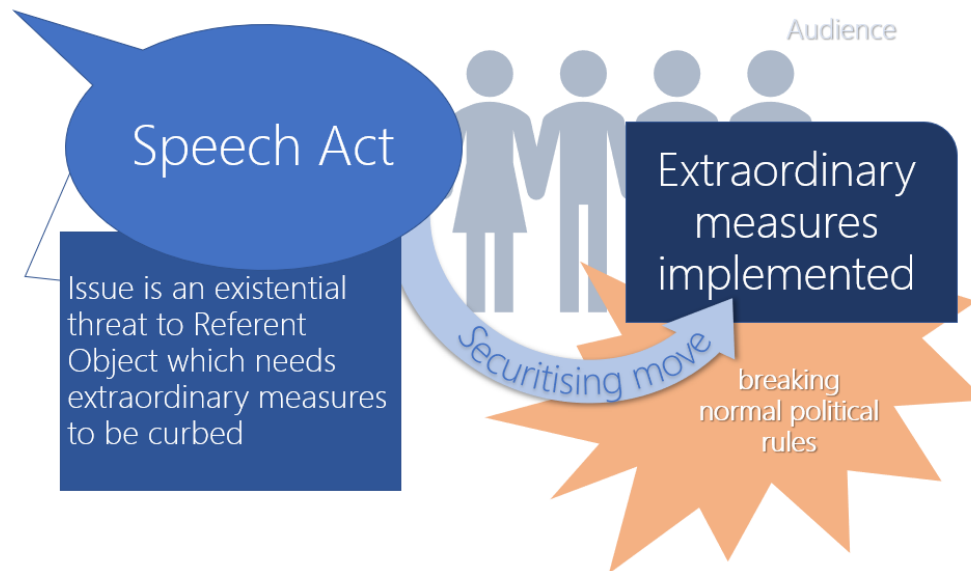 Audience
Speech Act
Issue is an existential
threat to Referent
Object which needs
extraordinary measures
to be curbed
Securitising move
Extraordinary
measures
implemented
breaking
normal political
rules